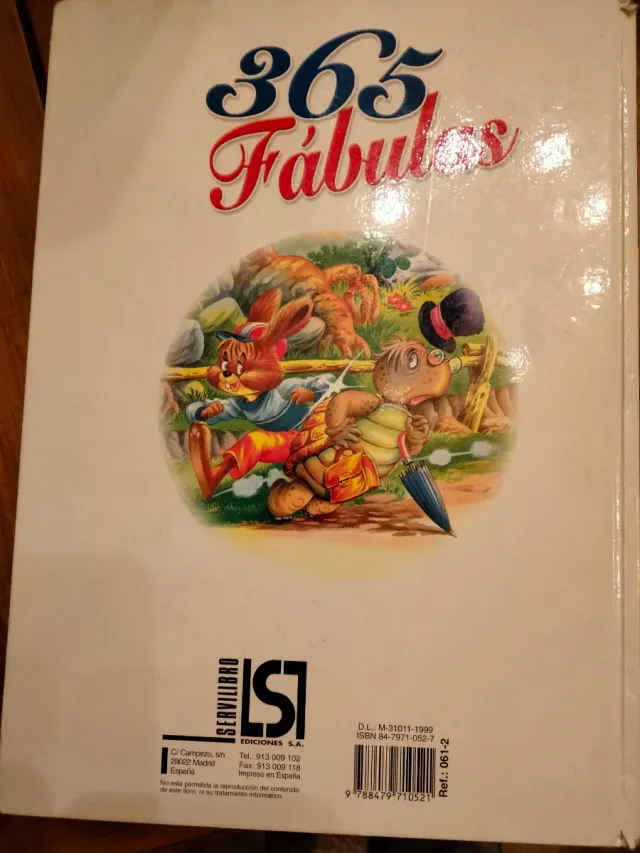 365
Fábulas
SERVILIBRO
LSI
EDICIONES S.A.
C/ Campezo, s/n
28022 Madrid
España
Tel.: 913 009 102
Fax: 913 009 118
Impreso en España
No está permitida la reproducción del contenido
de este libro, ni su tratamiento informático.
D.L.: M-31011-1999
ISBN 84-7971-052-7
9 788479 710521
Ref.: 061-2